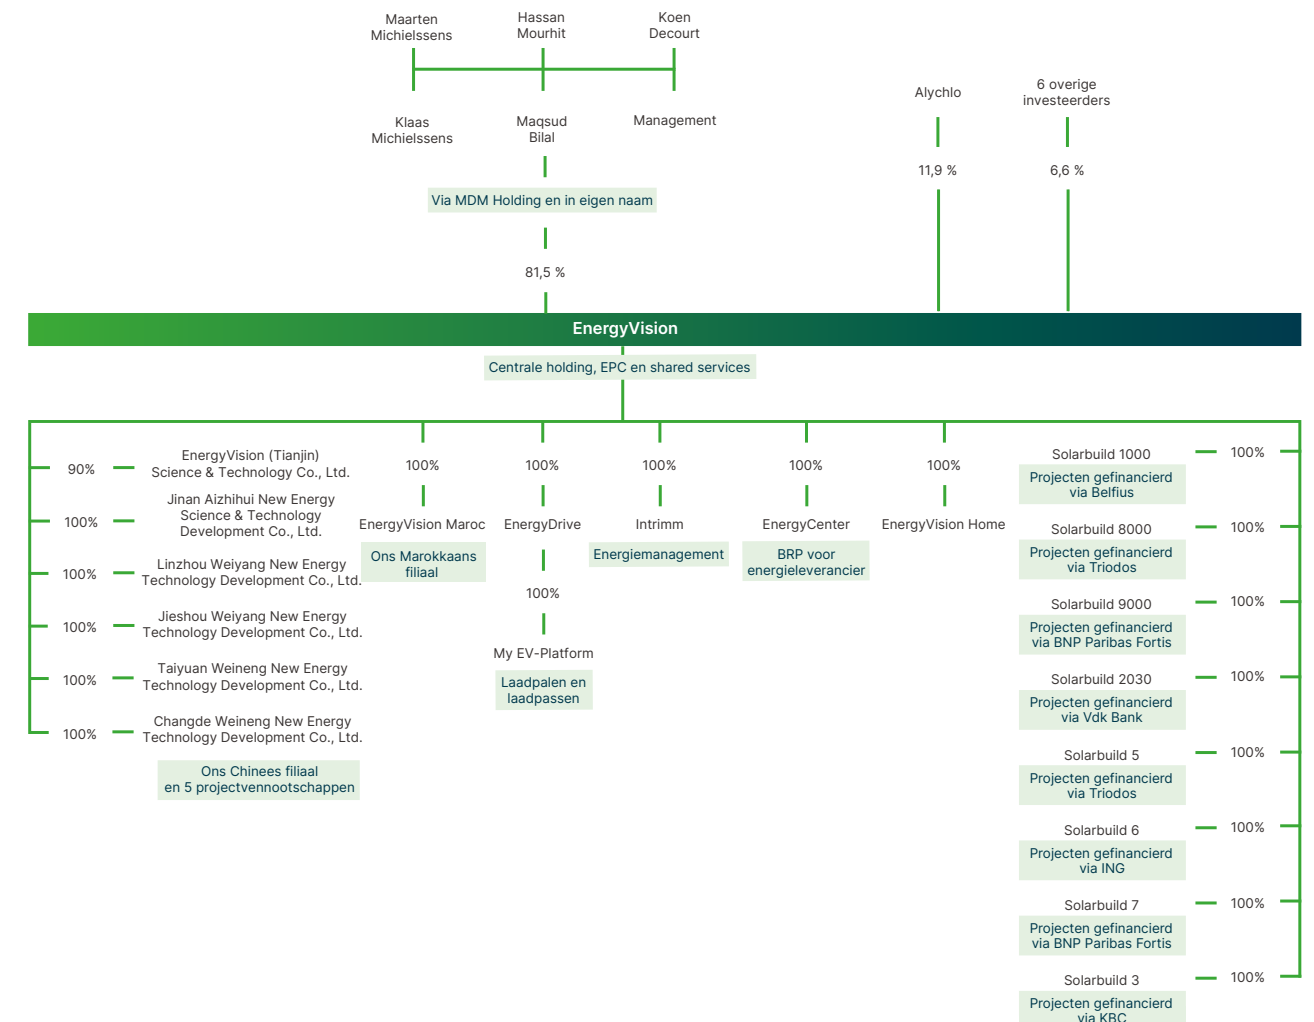 Maarten
Michielssens
Hassan
Mourhit
Koen
Decourt
Klaas
Michielssens
Maqsud
Bilal
Management
Via MDM Holding en in eigen naam
81,5 %
Alychlo
11,9 %
6 overige
investeerders
6,6 %
EnergyVision
Centrale holding, EPC en shared services
90%
EnergyVision (Tianjin)
Science & Technology Co., Ltd.
100%
Jinan Aizhihui New Energy
Science & Technology
Development Co., Ltd.
100%
Linzhou Weiyang New Energy
Technology Development Co., Ltd.
100%
Jieshou Weiyang New Energy
Technology Development Co., Ltd.
100%
Taiyuan Weineng New Energy
Technology Development Co., Ltd.
100%
Changde Weineng New Energy
Technology Development Co., Ltd.
Ons Chinees filiaal
en 5 projectvennootschappen
100%
EnergyVision Maroc
Ons Marokkaans
filiaal
100%
EnergyDrive
100%
My EV-Platform
Laadpalen en
laadpassen
100%
Intrimm
Energiemanagement
100%
EnergyCenter
BRP voor
energieleverancier
100%
EnergyVision Home
Solarbuild 1000
100%
Projecten gefinancierd
via Belfius
Solarbuild 8000
100%
Projecten gefinancierd
via Triodos
Solarbuild 9000
100%
Projecten gefinancierd
via BNP Paribas Fortis
Solarbuild 2030
100%
Projecten gefinancierd
via Vdk Bank
Solarbuild 5
100%
Projecten gefinancierd
via Triodos
Solarbuild 6
100%
Projecten gefinancierd
via ING
Solarbuild 7
100%
Projecten gefinancierd
via BNP Paribas Fortis
Solarbuild 3
100%
Projecten gefinancierd
via KBC